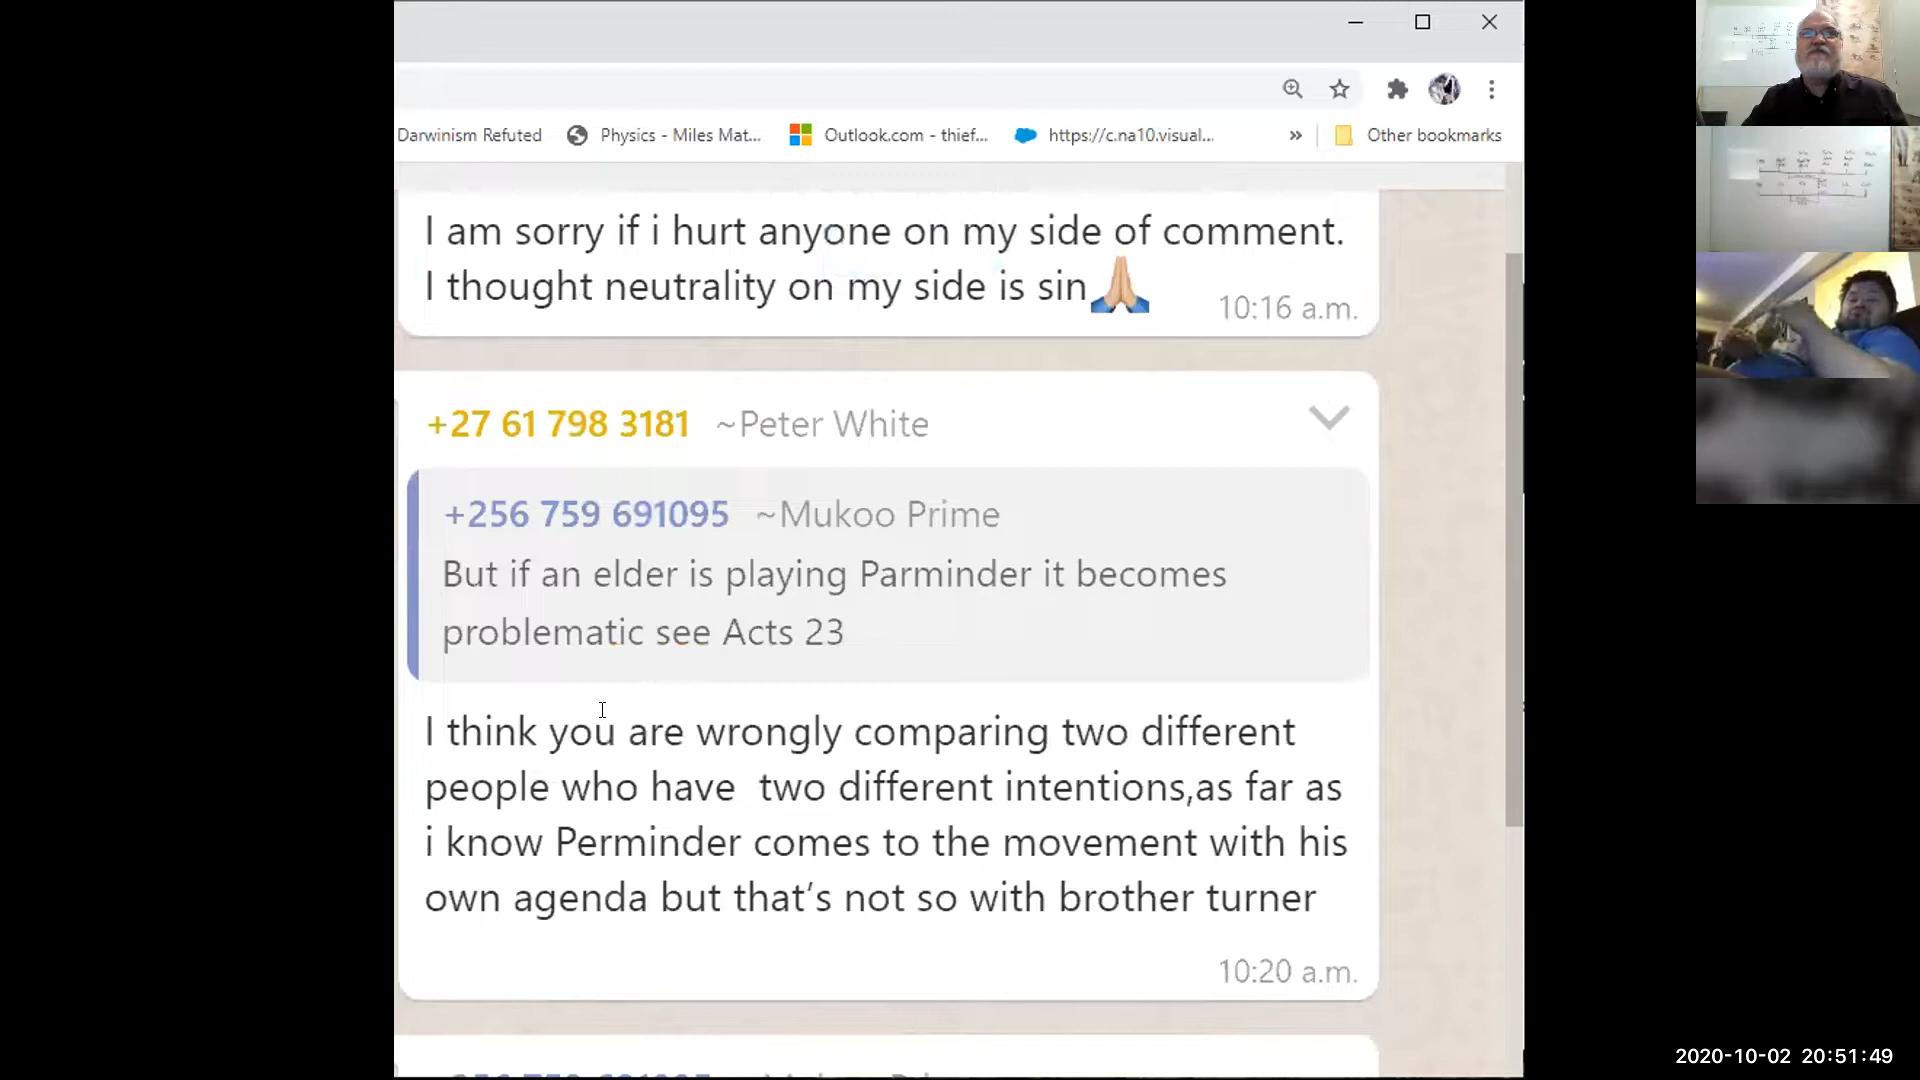 Darwinism Refuted Physics - Miles Mat... Outlook.com - thief... https://c.na10.visual... » Other bookmarks
I am sorry if i hurt anyone on my side of comment.
I thought neutrality on my side is sin🙏🏼
10:16 a.m.
+27 61 798 3181 ~Peter White
+256 759 691095 ~Mukoo Prime
But if an elder is playing Parminder it becomes
problematic see Acts 23
I think you are wrongly comparing two different
people who have  two different intentions,as far as
i know Perminder comes to the movement with his
own agenda but that’s not so with brother turner
10:20 a.m.
2020-10-02 20:51:49